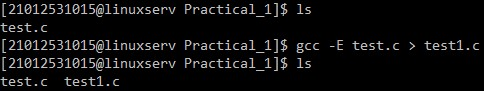 [21012531015@linuxserv Practical_1]$ ls
test.c
[21012531015@linuxserv Practical_1]$ gcc -E test.c > test1.c
[21012531015@linuxserv Practical_1]$ ls
test.c  test1.c